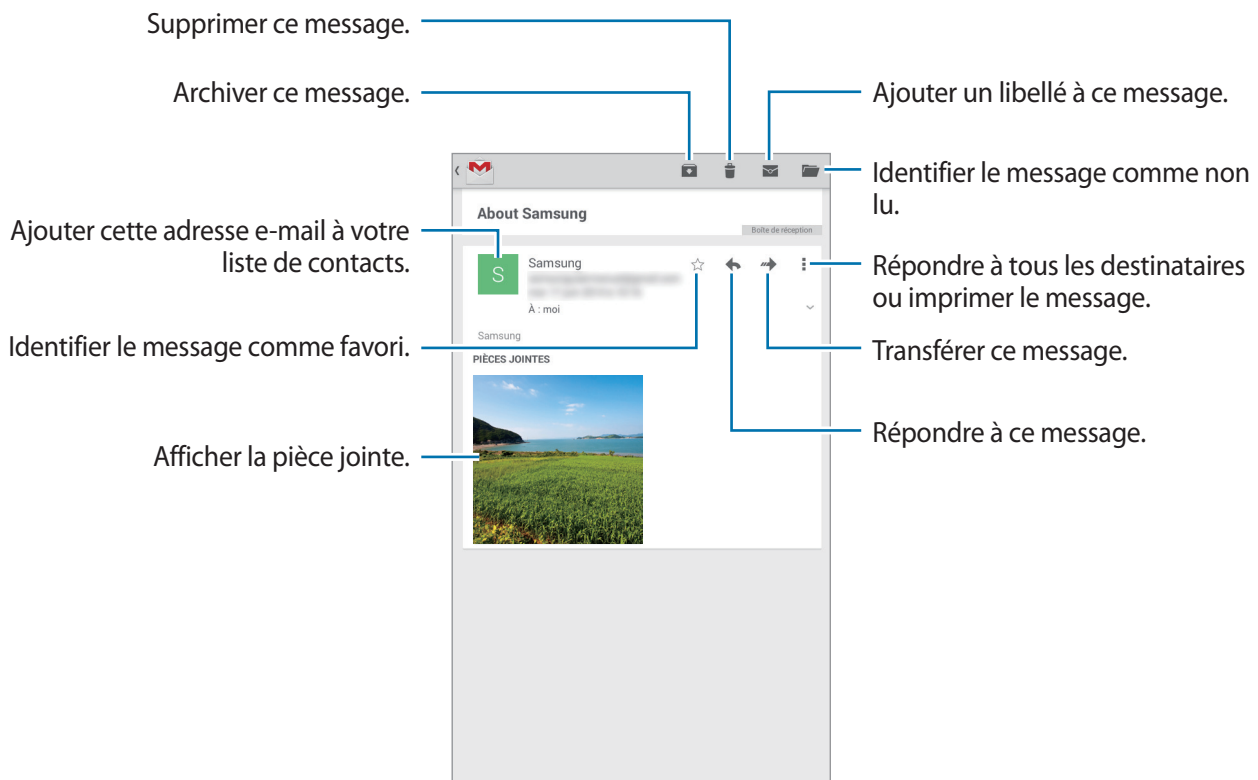 Supprimer ce message.
Archiver ce message.
Ajouter un libellé à ce message.
Identifier le message comme non
lu.
About Samsung
Boîte de réception
Ajouter cette adresse e-mail à votre
liste de contacts.
S
Samsung
À : moi
Répondre à tous les destinataires
ou imprimer le message.
Samsung
Identifier le message comme favori.
Transférer ce message.
PIÈCES JOINTES
Répondre à ce message.
Afficher la pièce jointe.